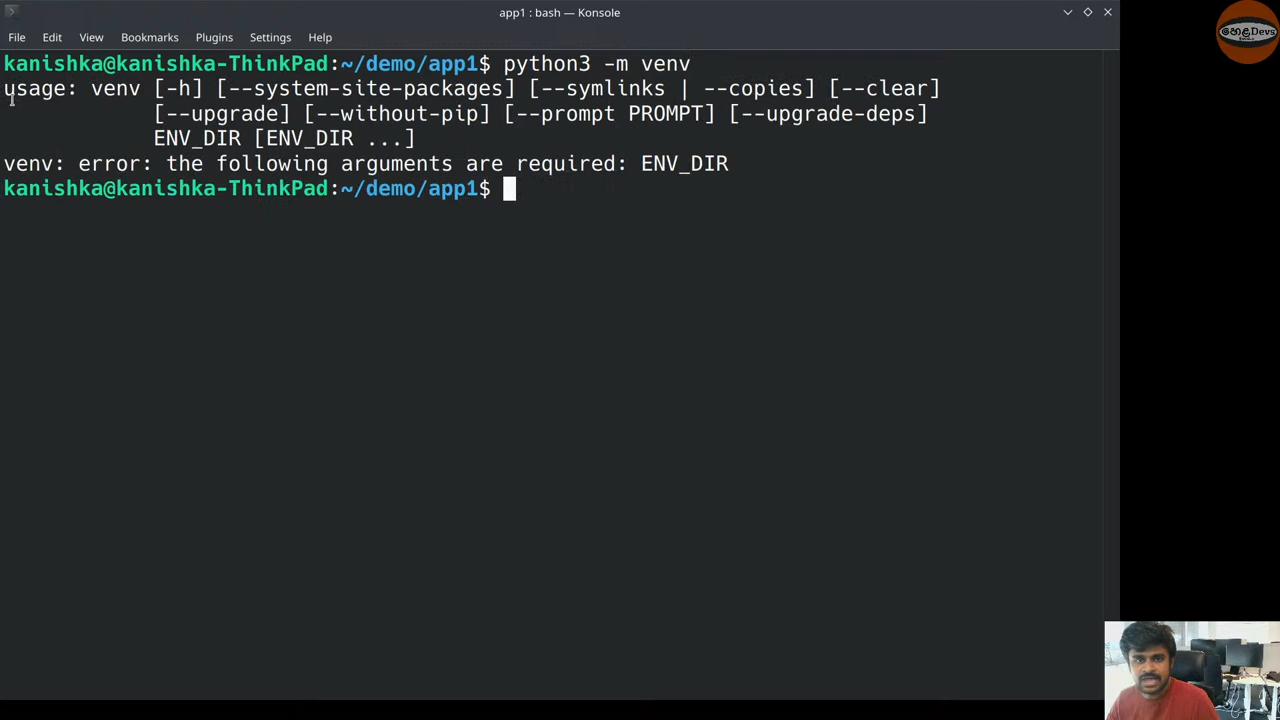 app1 : bash — Konsole
හෙළDevs
File Edit View Bookmarks Plugins Settings Help
kanishka@kanishka-ThinkPad:~/demo/app1$ python3 -m venv
usage: venv [-h] [--system-site-packages] [--symlinks | --copies] [--clear]
[--upgrade] [--without-pip] [--prompt PROMPT] [--upgrade-deps]
ENV_DIR [ENV_DIR ...]
venv: error: the following arguments are required: ENV_DIR
kanishka@kanishka-ThinkPad:~/demo/app1$